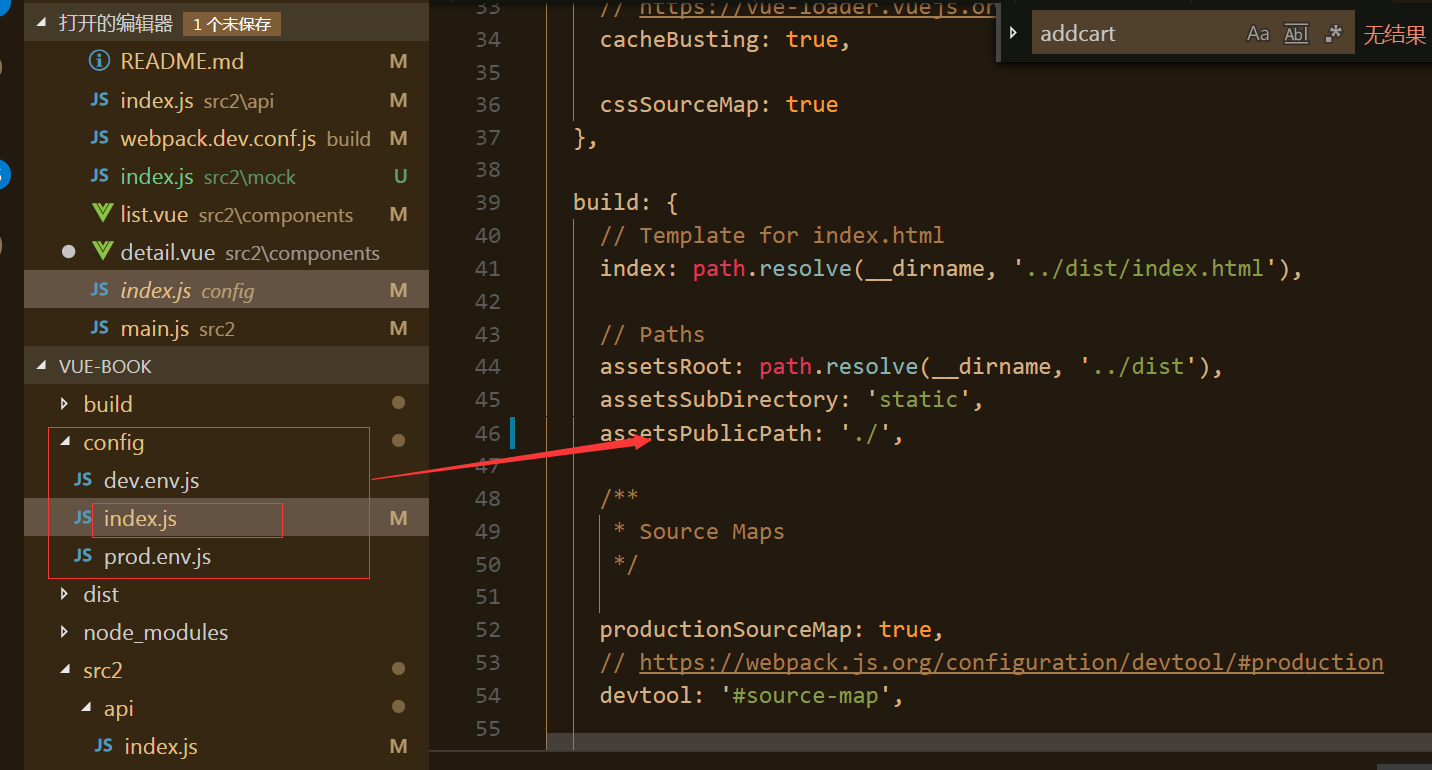 打开的编辑器 1 个未保存
README.md M
JS index.js src2\api M
JS webpack.dev.conf.js build M
JS index.js src2\mock U
list.vue src2\components M
detail.vue src2\components
JS index.js config M
JS main.js src2 M
VUE-BOOK
build
config
JS dev.env.js
JS index.js M
JS prod.env.js
dist
node_modules
src2
api
JS index.js M
33 // https://vue-loader.vuejs.or
34 cacheBusting: true,
35
36 cssSourceMap: true
37 },
38
39 build: {
40 // Template for index.html
41 index: path.resolve(__dirname, '../dist/index.html'),
42
43 // Paths
44 assetsRoot: path.resolve(__dirname, '../dist'),
45 assetsSubDirectory: 'static',
46 assetsPublicPath: './',
47
48 /**
49 * Source Maps
50 */
51
52 productionSourceMap: true,
53 // https://webpack.js.org/configuration/devtool/#production
54 devtool: '#source-map',
55
addcart Aa Abl .* 无结果